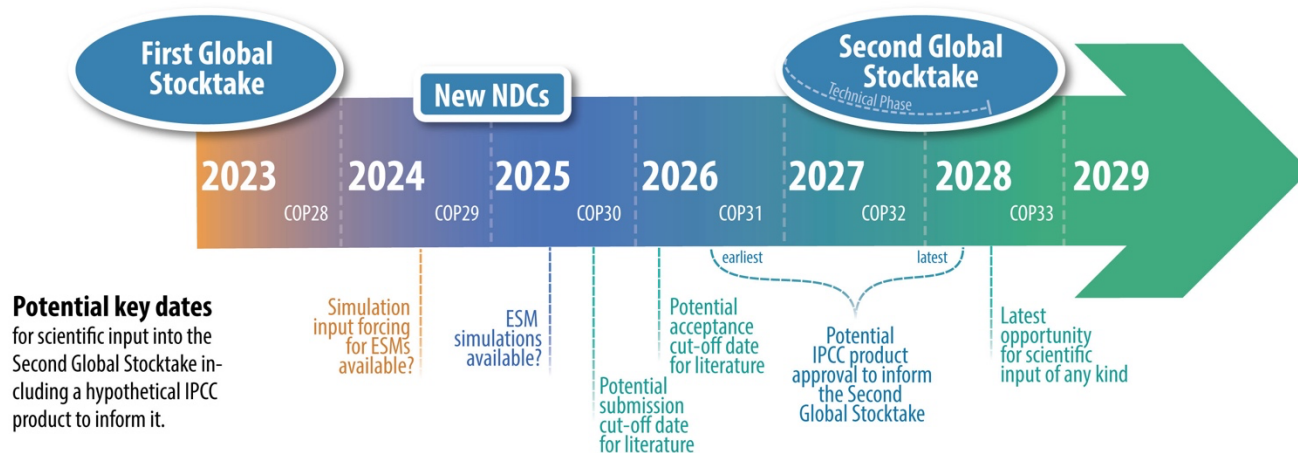 First Global
Stocktake
New NDCs
Second Global
Stocktake
Technical Phase
2023
2024
2025
2026
2027
2028
2029
COP28
COP29
COP30
COP31
COP32
COP33
earliest
latest
Potential key dates
for scientific input into the
Second Global Stocktake in-
cluding a hypothetical IPCC
product to inform it.
Simulation
input forcing
for ESMs
available?
ESM
simulations
available?
Potential
submission
cut-off date
for literature
Potential
acceptance
cut-off date
for literature
Potential
IPCC product
approval to inform
the Second
Global Stocktake
Latest
opportunity
for scientific
input of any kind